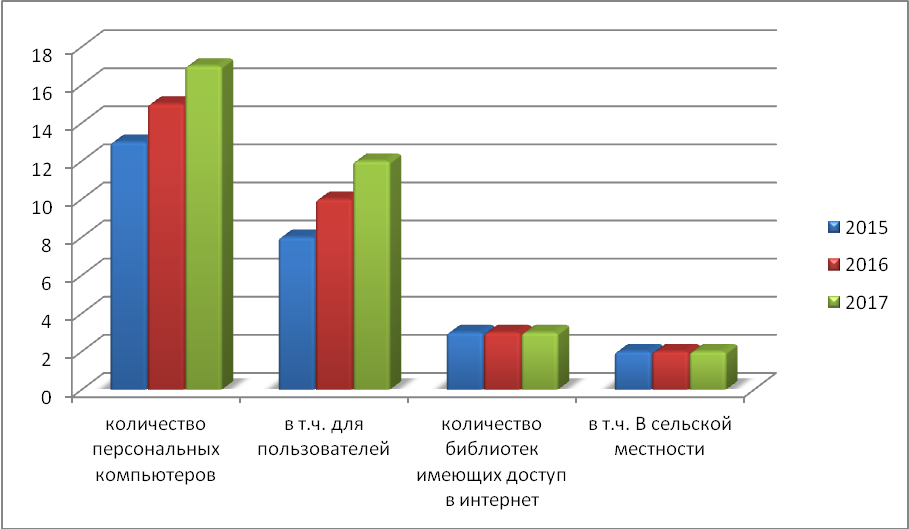 18
16
14
12
10
8
6
4
2
0
количество
персональных
компьютеров
в т.ч. для
пользователей
количество
библиотек
имеющих доступ
в интернет
в т.ч. В сельской
местности
2015
2016
2017